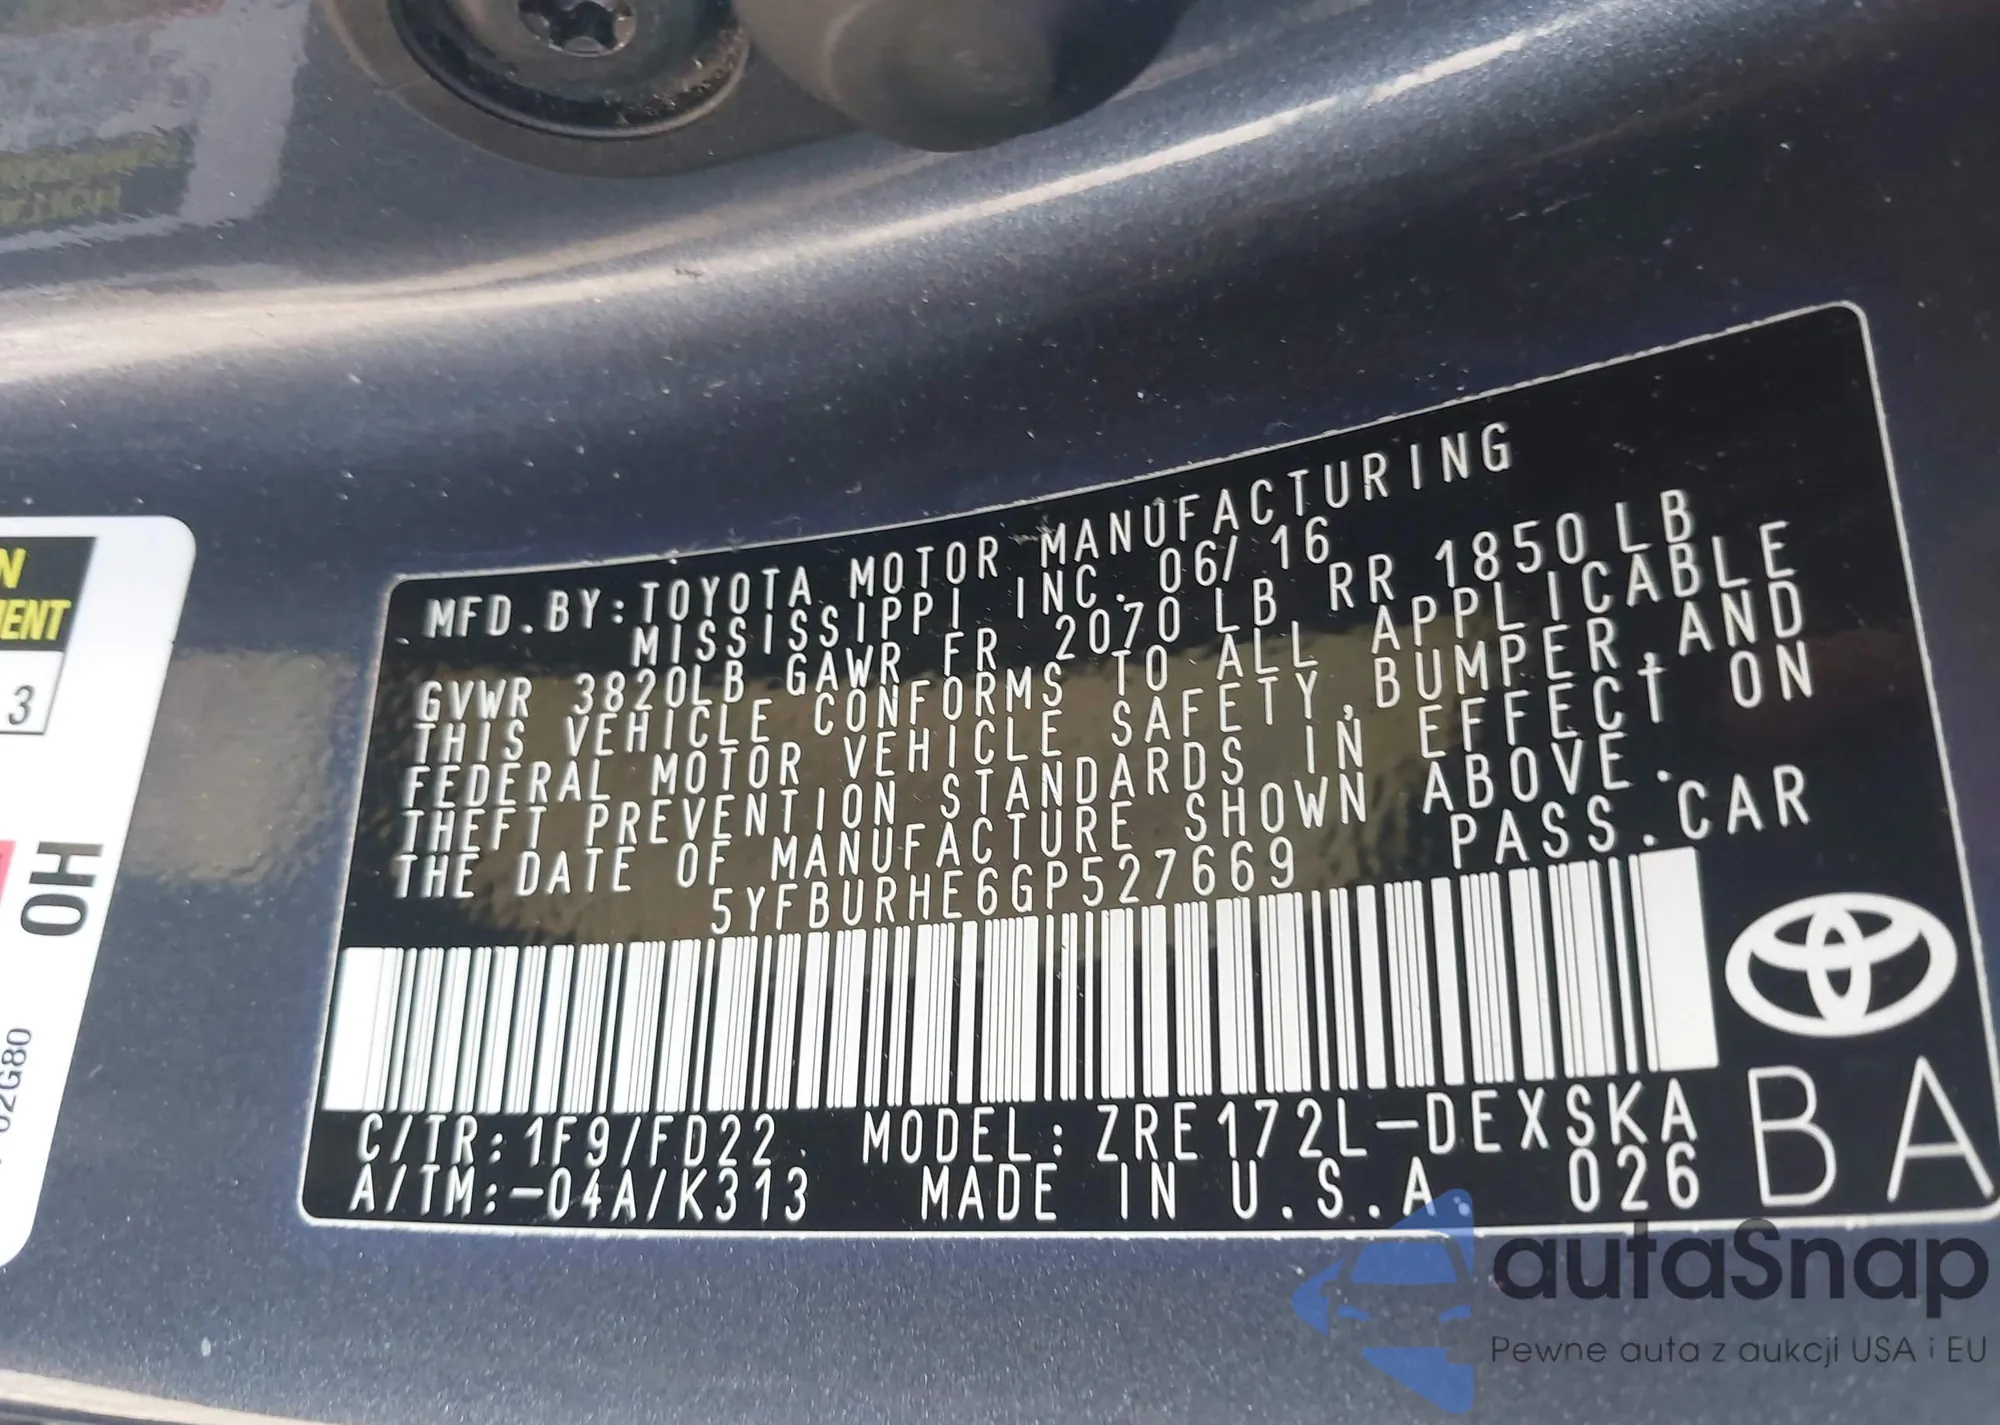 MFD.BY:TOYOTA MOTOR MANUFACTURING
MISSISSIPPI INC. 06/16
GVWR 3820LB GAWR FR 2070LB RR 1850LB
THIS VEHICLE CONFORMS TO ALL APPLICABLE
FEDERAL MOTOR VEHICLE SAFETY,BUMPER,AND
THEFT PREVENTION STANDARDS IN EFFECT ON
THE DATE OF MANUFACTURE SHOWN ABOVE.
5YFBURHE6GP527669 PASS.CAR
C/TR:1F9/FD22 MODEL:ZRE172L-DEXSKA
A/TM:-04A/K313 MADE IN U.S.A. 026
BA
3
OH
02G80
autaSnap
Pewne auta z aukcji USA i EU